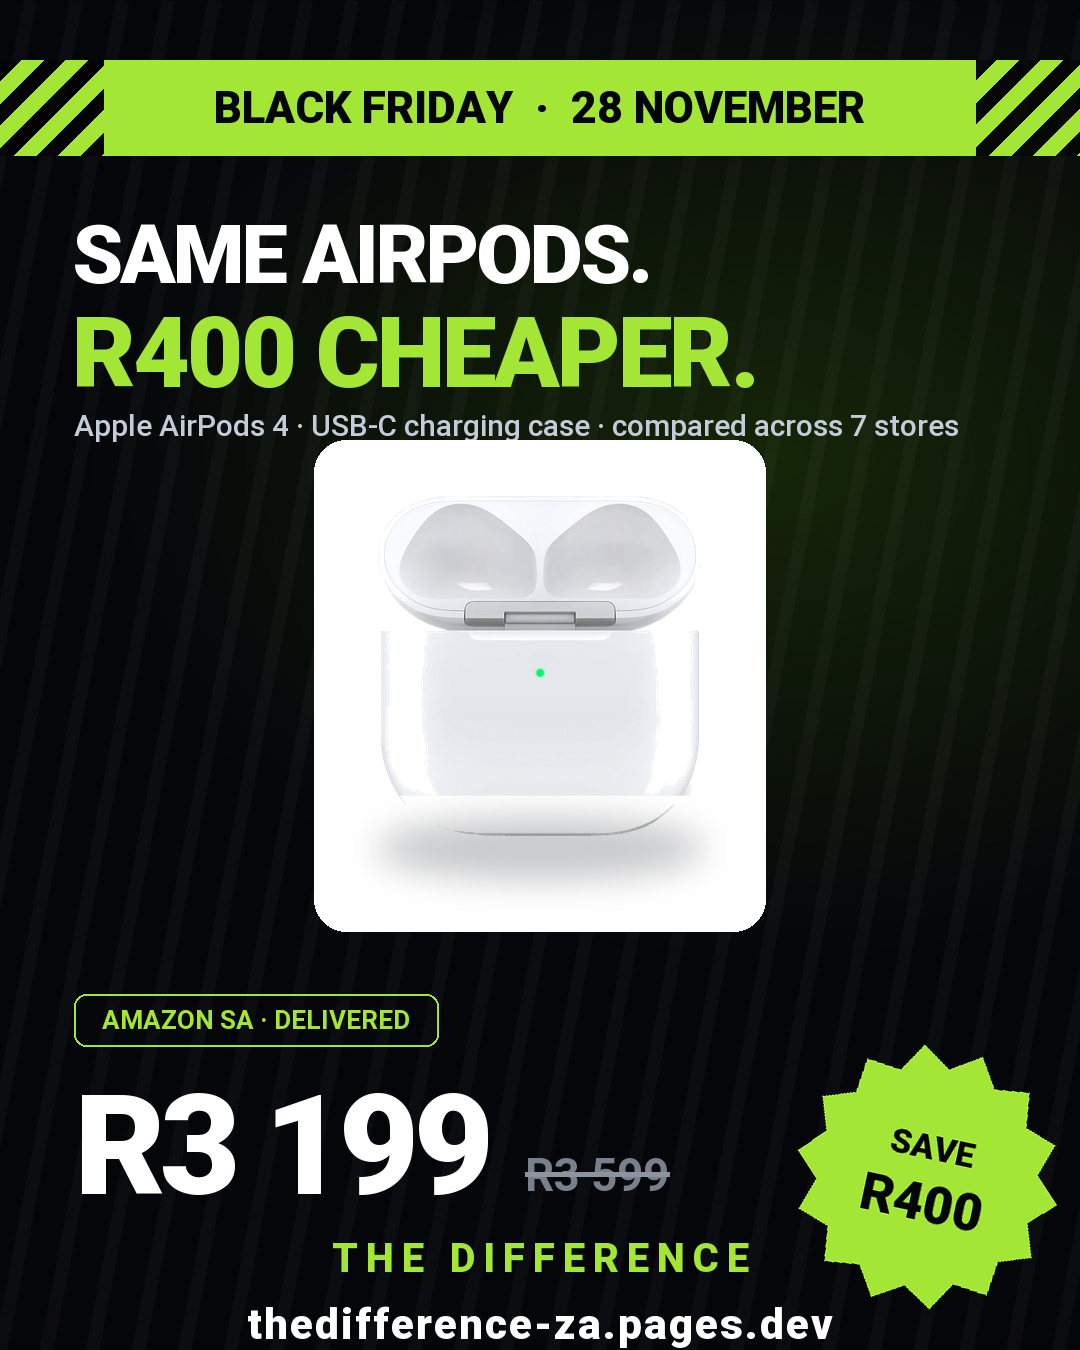 BLACK FRIDAY · 28 NOVEMBER
SAME AIRPODS.
R400 CHEAPER.
Apple AirPods 4 · USB-C charging case · compared across 7 stores
AMAZON SA · DELIVERED
R3 199 R3 599
SAVE
R400
THE DIFFERENCE
thedifference-za.pages.dev